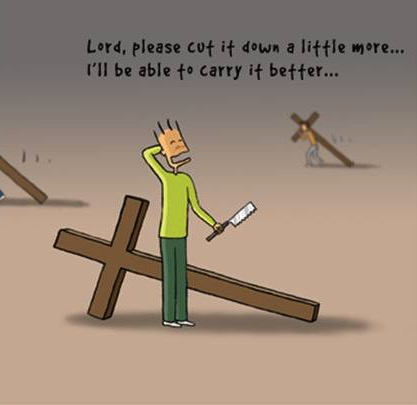 Lord, please cut it down a little more...
I'll be able to carry it better...